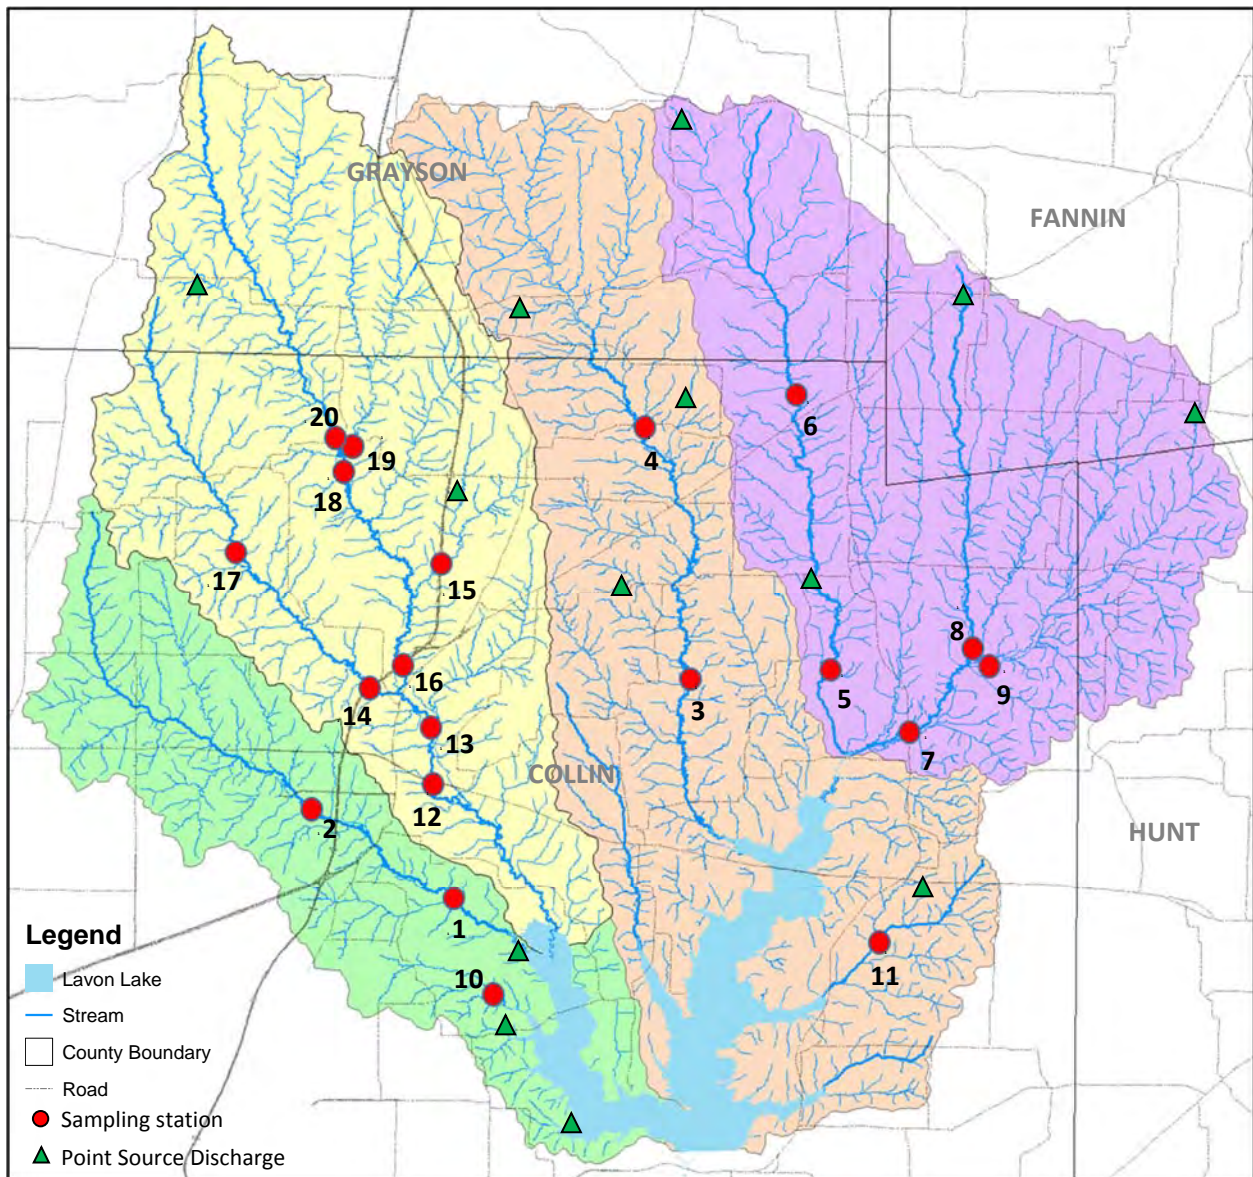 GRAYSON
FANNIN
6
20
4
19
18
15
17
8
9
16
5
3
14
13
7
COLLIN
12
2
HUNT
1
10
11
Legend
Lavon Lake
Stream
County Boundary
Road
Sampling station
Point Source Discharge